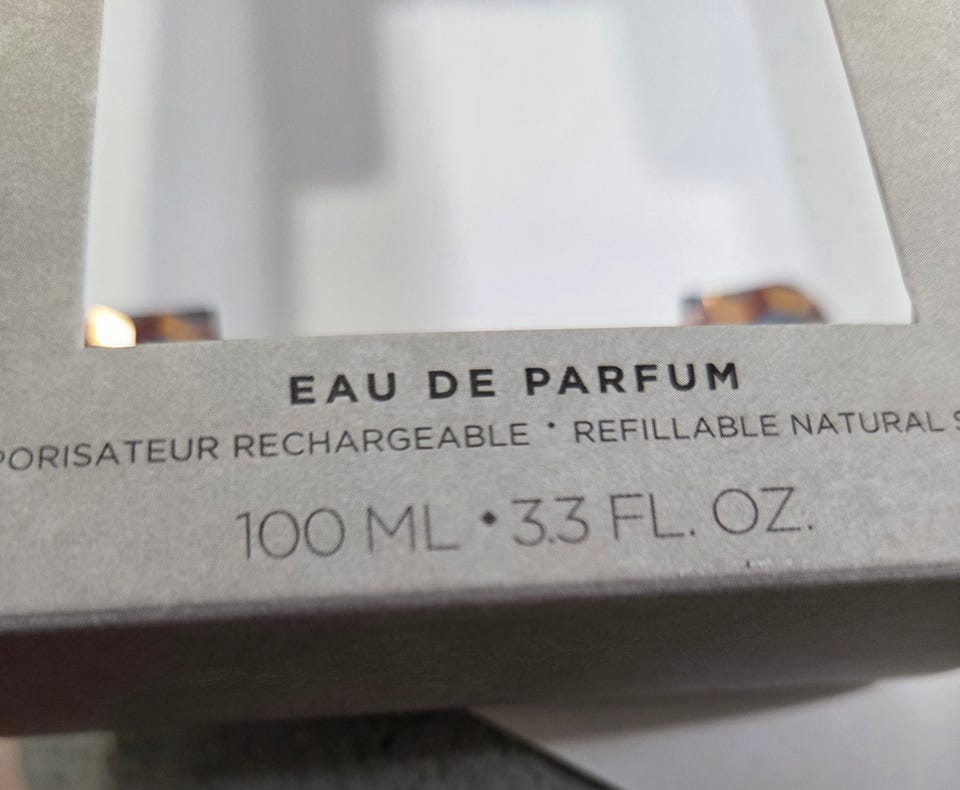 EAU DE PARFUM
PORISATEUR RECHARGEABLE • REFILLABLE NATURAL S
100 ML • 3.3 FL. OZ.